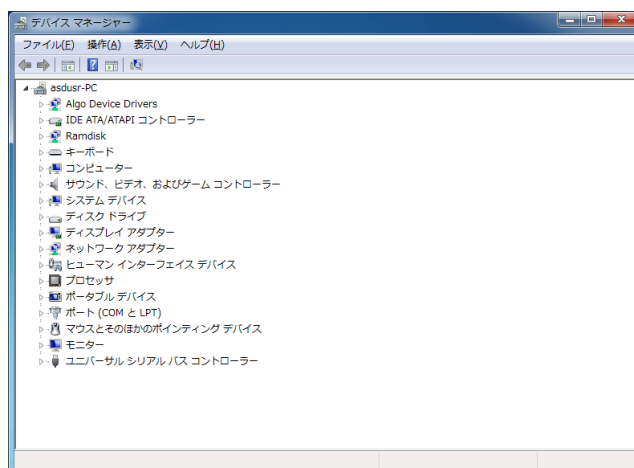 デバイス マネージャー
ファイル(F) 操作(A) 表示(V) ヘルプ(H)
asdusr-PC
Algo Device Drivers
IDE ATA/ATAPI コントローラー
Ramdisk
キーボード
コンピューター
サウンド、ビデオ、およびゲーム コントローラー
システム デバイス
ディスク ドライブ
ディスプレイ アダプター
ネットワーク アダプター
ヒューマン インターフェイス デバイス
プロセッサ
ポータブル デバイス
ポート (COM と LPT)
マウスとそのほかのポインティング デバイス
モニター
ユニバーサル シリアル バス コントローラー